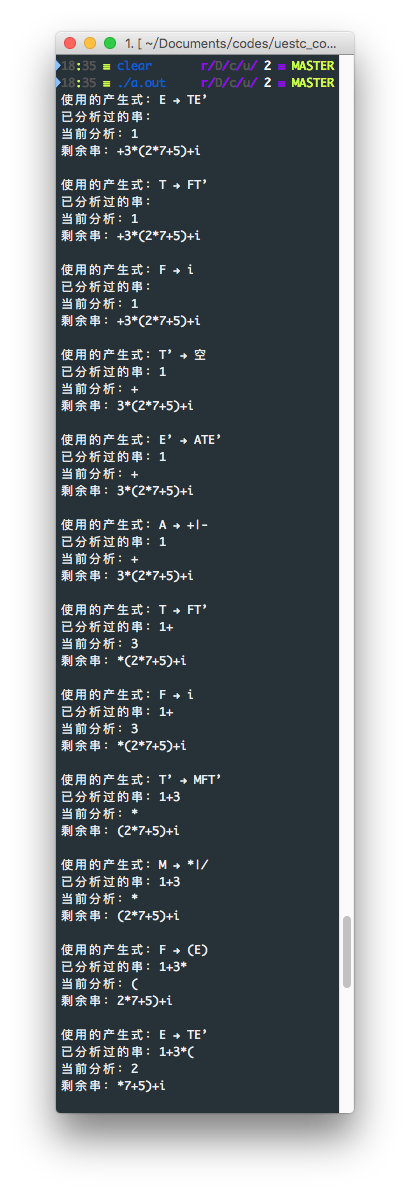 1. [ ~/Documents/codes/uestc_co...
18:35 ≡ clear r/D/c/u/ 2 ≡ MASTER
18:35 ≡ ./a.out r/D/c/u/ 2 ≡ MASTER
使用的产生式: E → TE’
已分析过的串:
当前分析: 1
剩余串: +3*(2*7+5)+i
使用的产生式: T → FT’
已分析过的串:
当前分析: 1
剩余串: +3*(2*7+5)+i
使用的产生式: F → i
已分析过的串:
当前分析: 1
剩余串: +3*(2*7+5)+i
使用的产生式: T’ → 空
已分析过的串: 1
当前分析: +
剩余串: 3*(2*7+5)+i
使用的产生式: E’ → ATE’
已分析过的串: 1
当前分析: +
剩余串: 3*(2*7+5)+i
使用的产生式: A → +|-
已分析过的串: 1
当前分析: +
剩余串: 3*(2*7+5)+i
使用的产生式: T → FT’
已分析过的串: 1+
当前分析: 3
剩余串: *(2*7+5)+i
使用的产生式: F → i
已分析过的串: 1+
当前分析: 3
剩余串: *(2*7+5)+i
使用的产生式: T’ → MFT’
已分析过的串: 1+3
当前分析: *
剩余串: (2*7+5)+i
使用的产生式: M → *|/
已分析过的串: 1+3
当前分析: *
剩余串: (2*7+5)+i
使用的产生式: F → (E)
已分析过的串: 1+3*
当前分析: (
剩余串: 2*7+5)+i
使用的产生式: E → TE’
已分析过的串: 1+3*(
当前分析: 2
剩余串: *7+5)+i